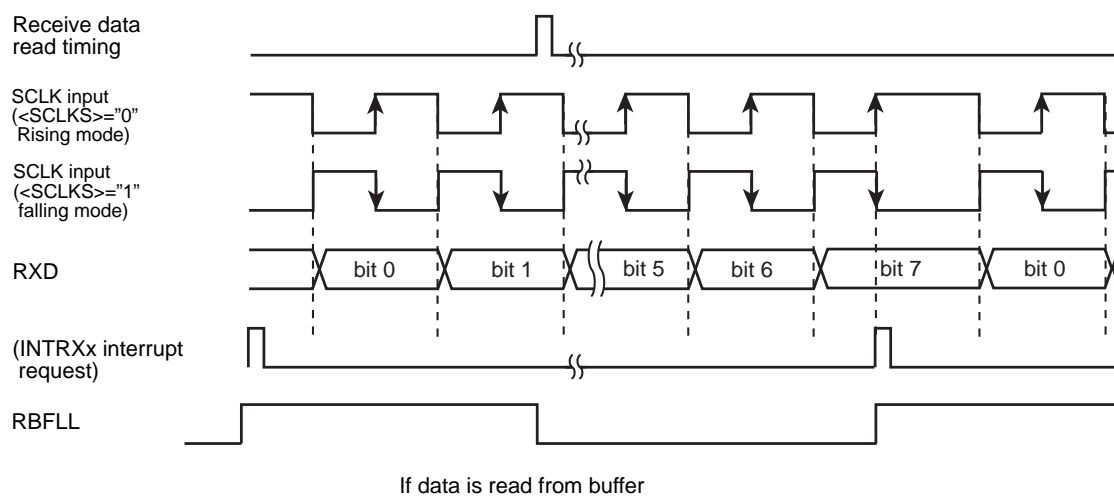 Receive data
read timing
SCLK input
(<SCLKS>=”0”
Rising mode)
SCLK input
(<SCLKS>=”1”
falling mode)
RXD
bit 0
bit 1
bit 5
bit 6
bit 7
bit 0
(INTRXx interrupt
request)
RBFLL
If data is read from buffer